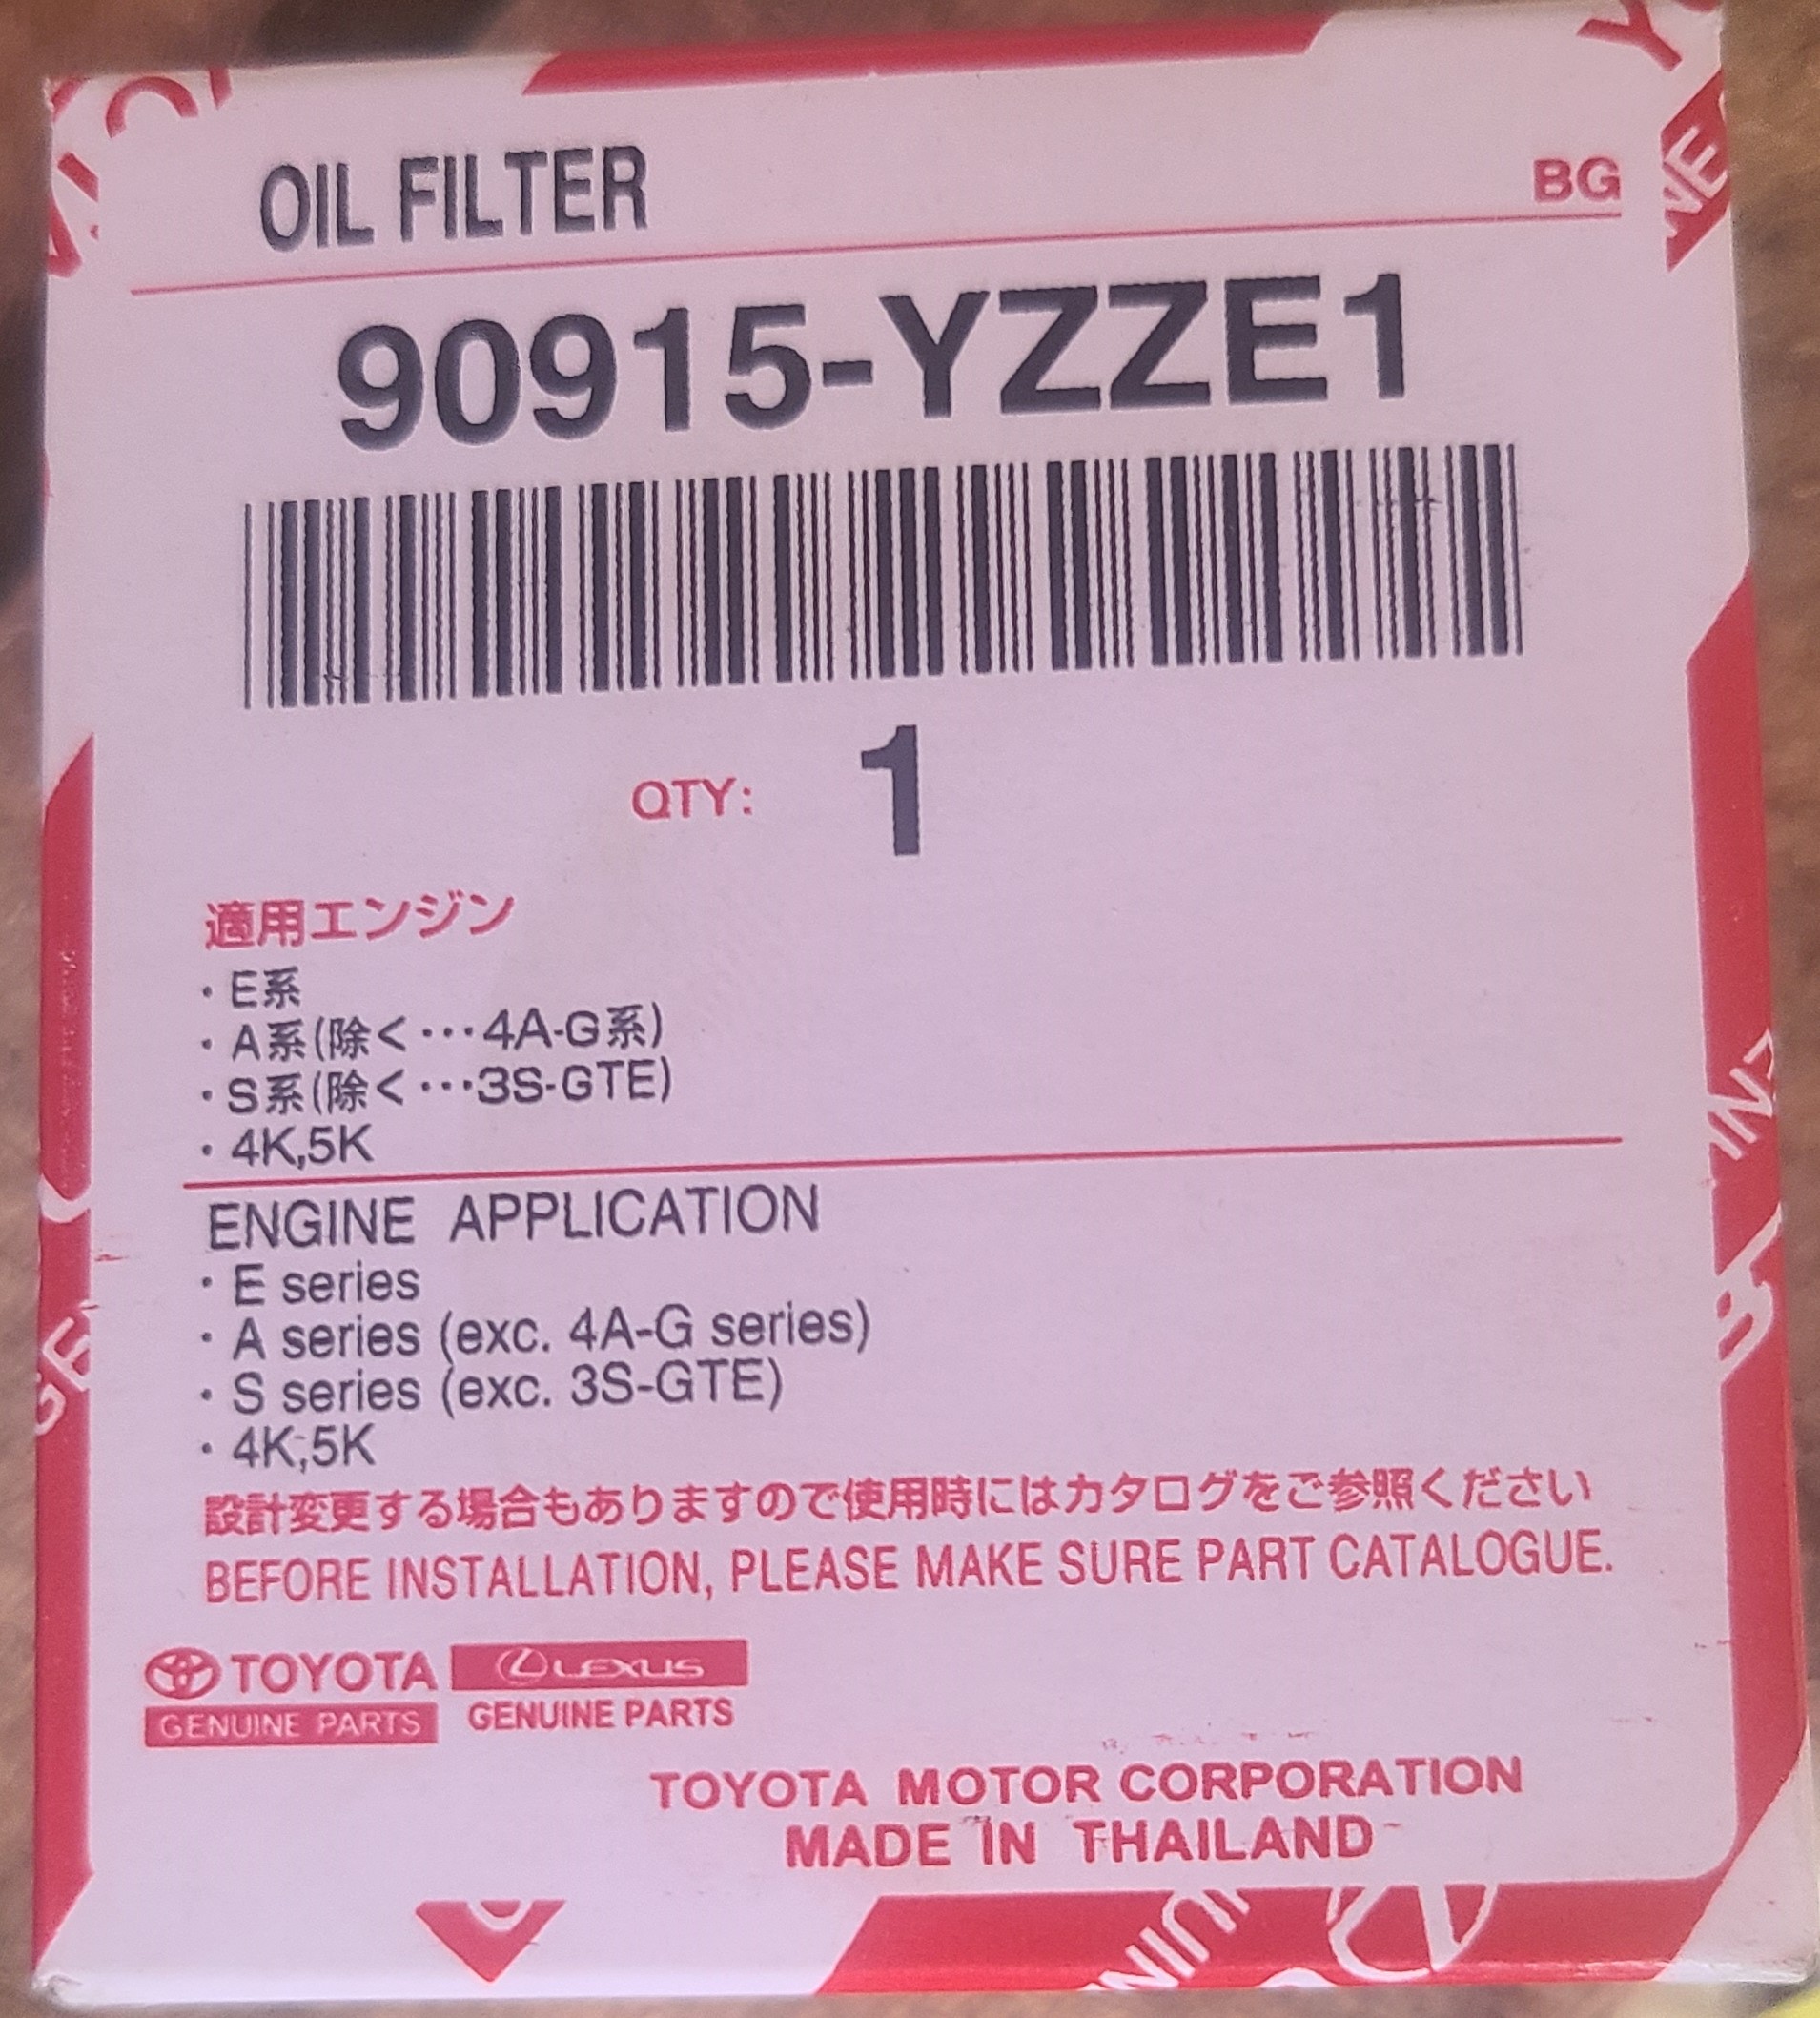 OIL FILTER
BG
90915-YZZE1
QTY: 1
適用エンジン
・E系
・A系(除く…4A-G系)
・S系(除く…3S-GTE)
・4K,5K
ENGINE APPLICATION
・E series
・A series (exc. 4A-G series)
・S series (exc. 3S-GTE)
・4K,5K
設計変更する場合もありますので使用時にはカタログをご参照ください
BEFORE INSTALLATION, PLEASE MAKE SURE PART CATALOGUE.
TOYOTA LEXUS
GENUINE PARTS GENUINE PARTS
TOYOTA MOTOR CORPORATION
MADE IN THAILAND